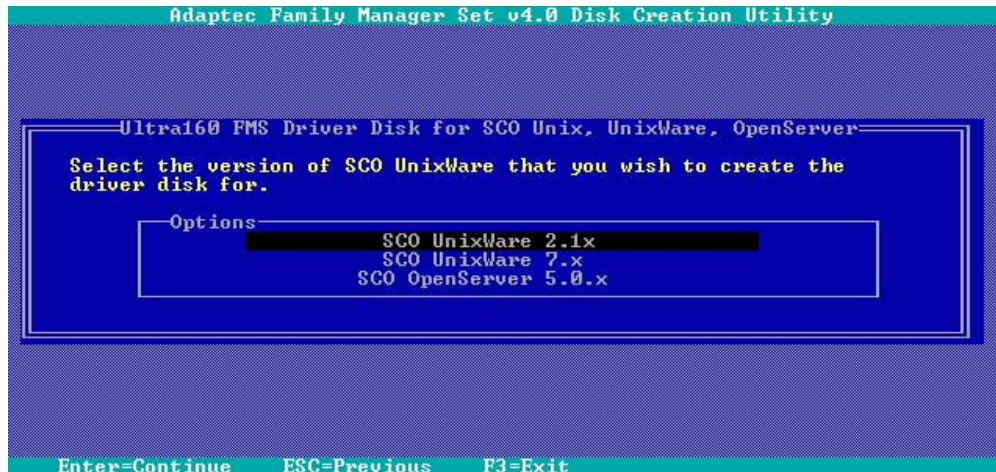 Adaptec Family Manager Set v4.0 Disk Creation Utility
Ultra160 FMS Driver Disk for SCO Unix, UnixWare, OpenServer
Select the version of SCO UnixWare that you wish to create the
driver disk for.
Options
SCO UnixWare 2.1x
SCO UnixWare 7.x
SCO OpenServer 5.0.x
Enter=Continue ESC=Previous F3=Exit